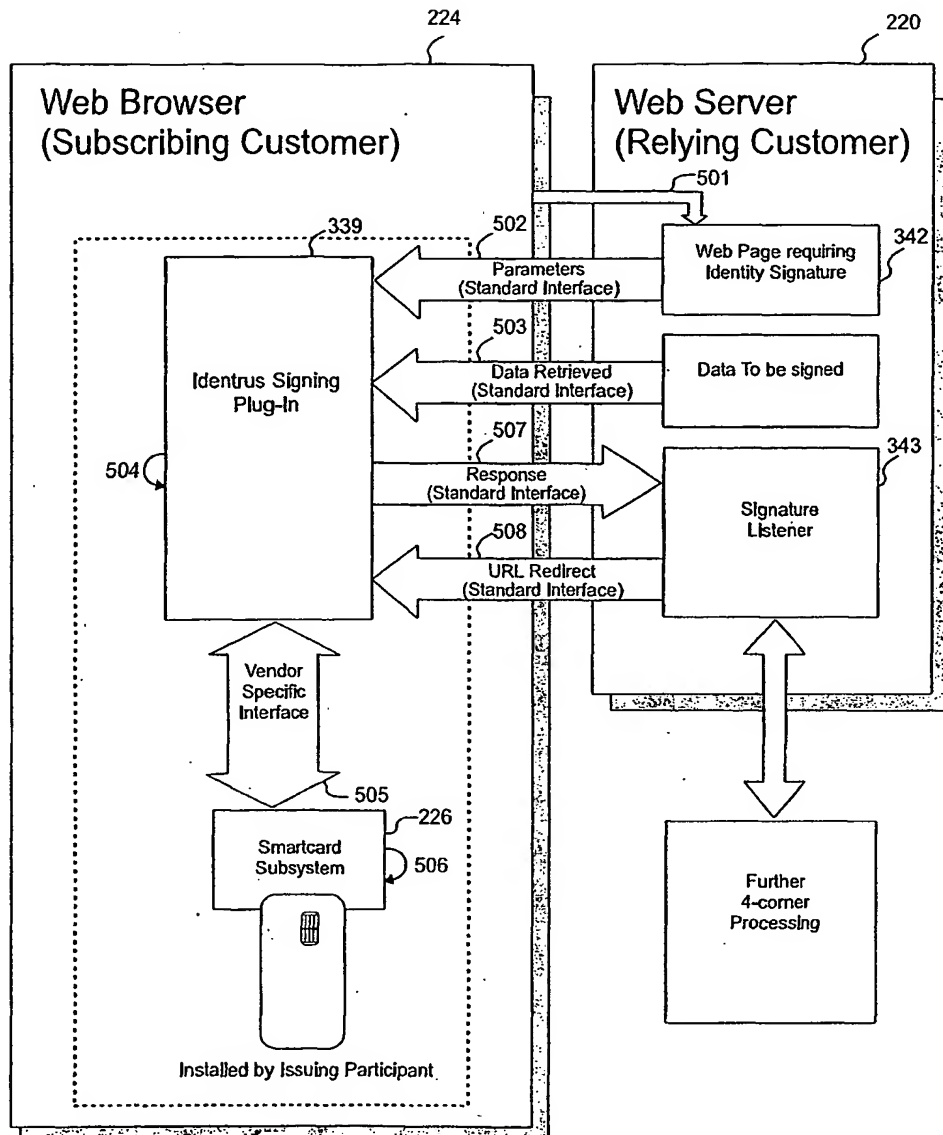 224
220
Web Browser
(Subscribing Customer)
Web Server
(Relying Customer)
501
339
502
342
Parameters
(Standard Interface)
Web Page requiring
Identity Signature
503
Identrus Signing
Plug-In
Data Retrieved
(Standard Interface)
Data To be signed
507
343
504
Response
(Standard Interface)
Signature
Listener
508
URL Redirect
(Standard Interface)
Vendor
Specific
Interface
505
226
Smartcard
Subsystem
506
Further
4-corner
Processing
Installed by Issuing Participant